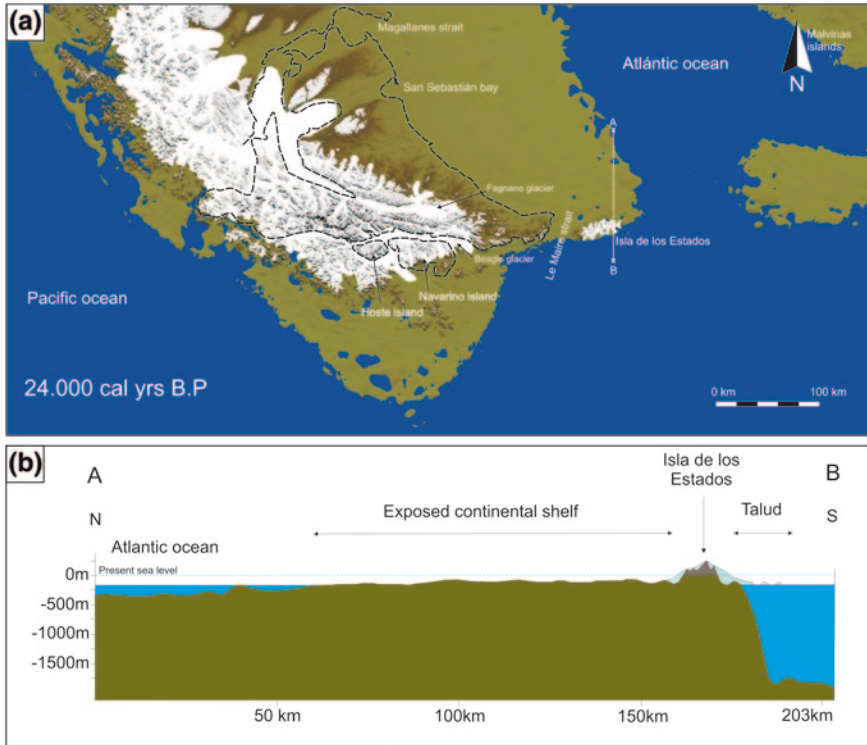 (a)
Magallanes strait
Malvinas
islands
Atlántic ocean
N
San Sebastián bay
A
Fagnano glacier
Le Maire strait
Isla de los Estados
Beagle glacier
B
Pacific ocean
Navarino island
Hoste island
24.000 cal yrs B.P
0 km 100 km
(b)
A
Isla de los
Estados
B
N
Exposed continental shelf
Talud
S
Atlantic ocean
Present sea level
0m
-500m
-1000m
-1500m
50 km 100km 150km 203km